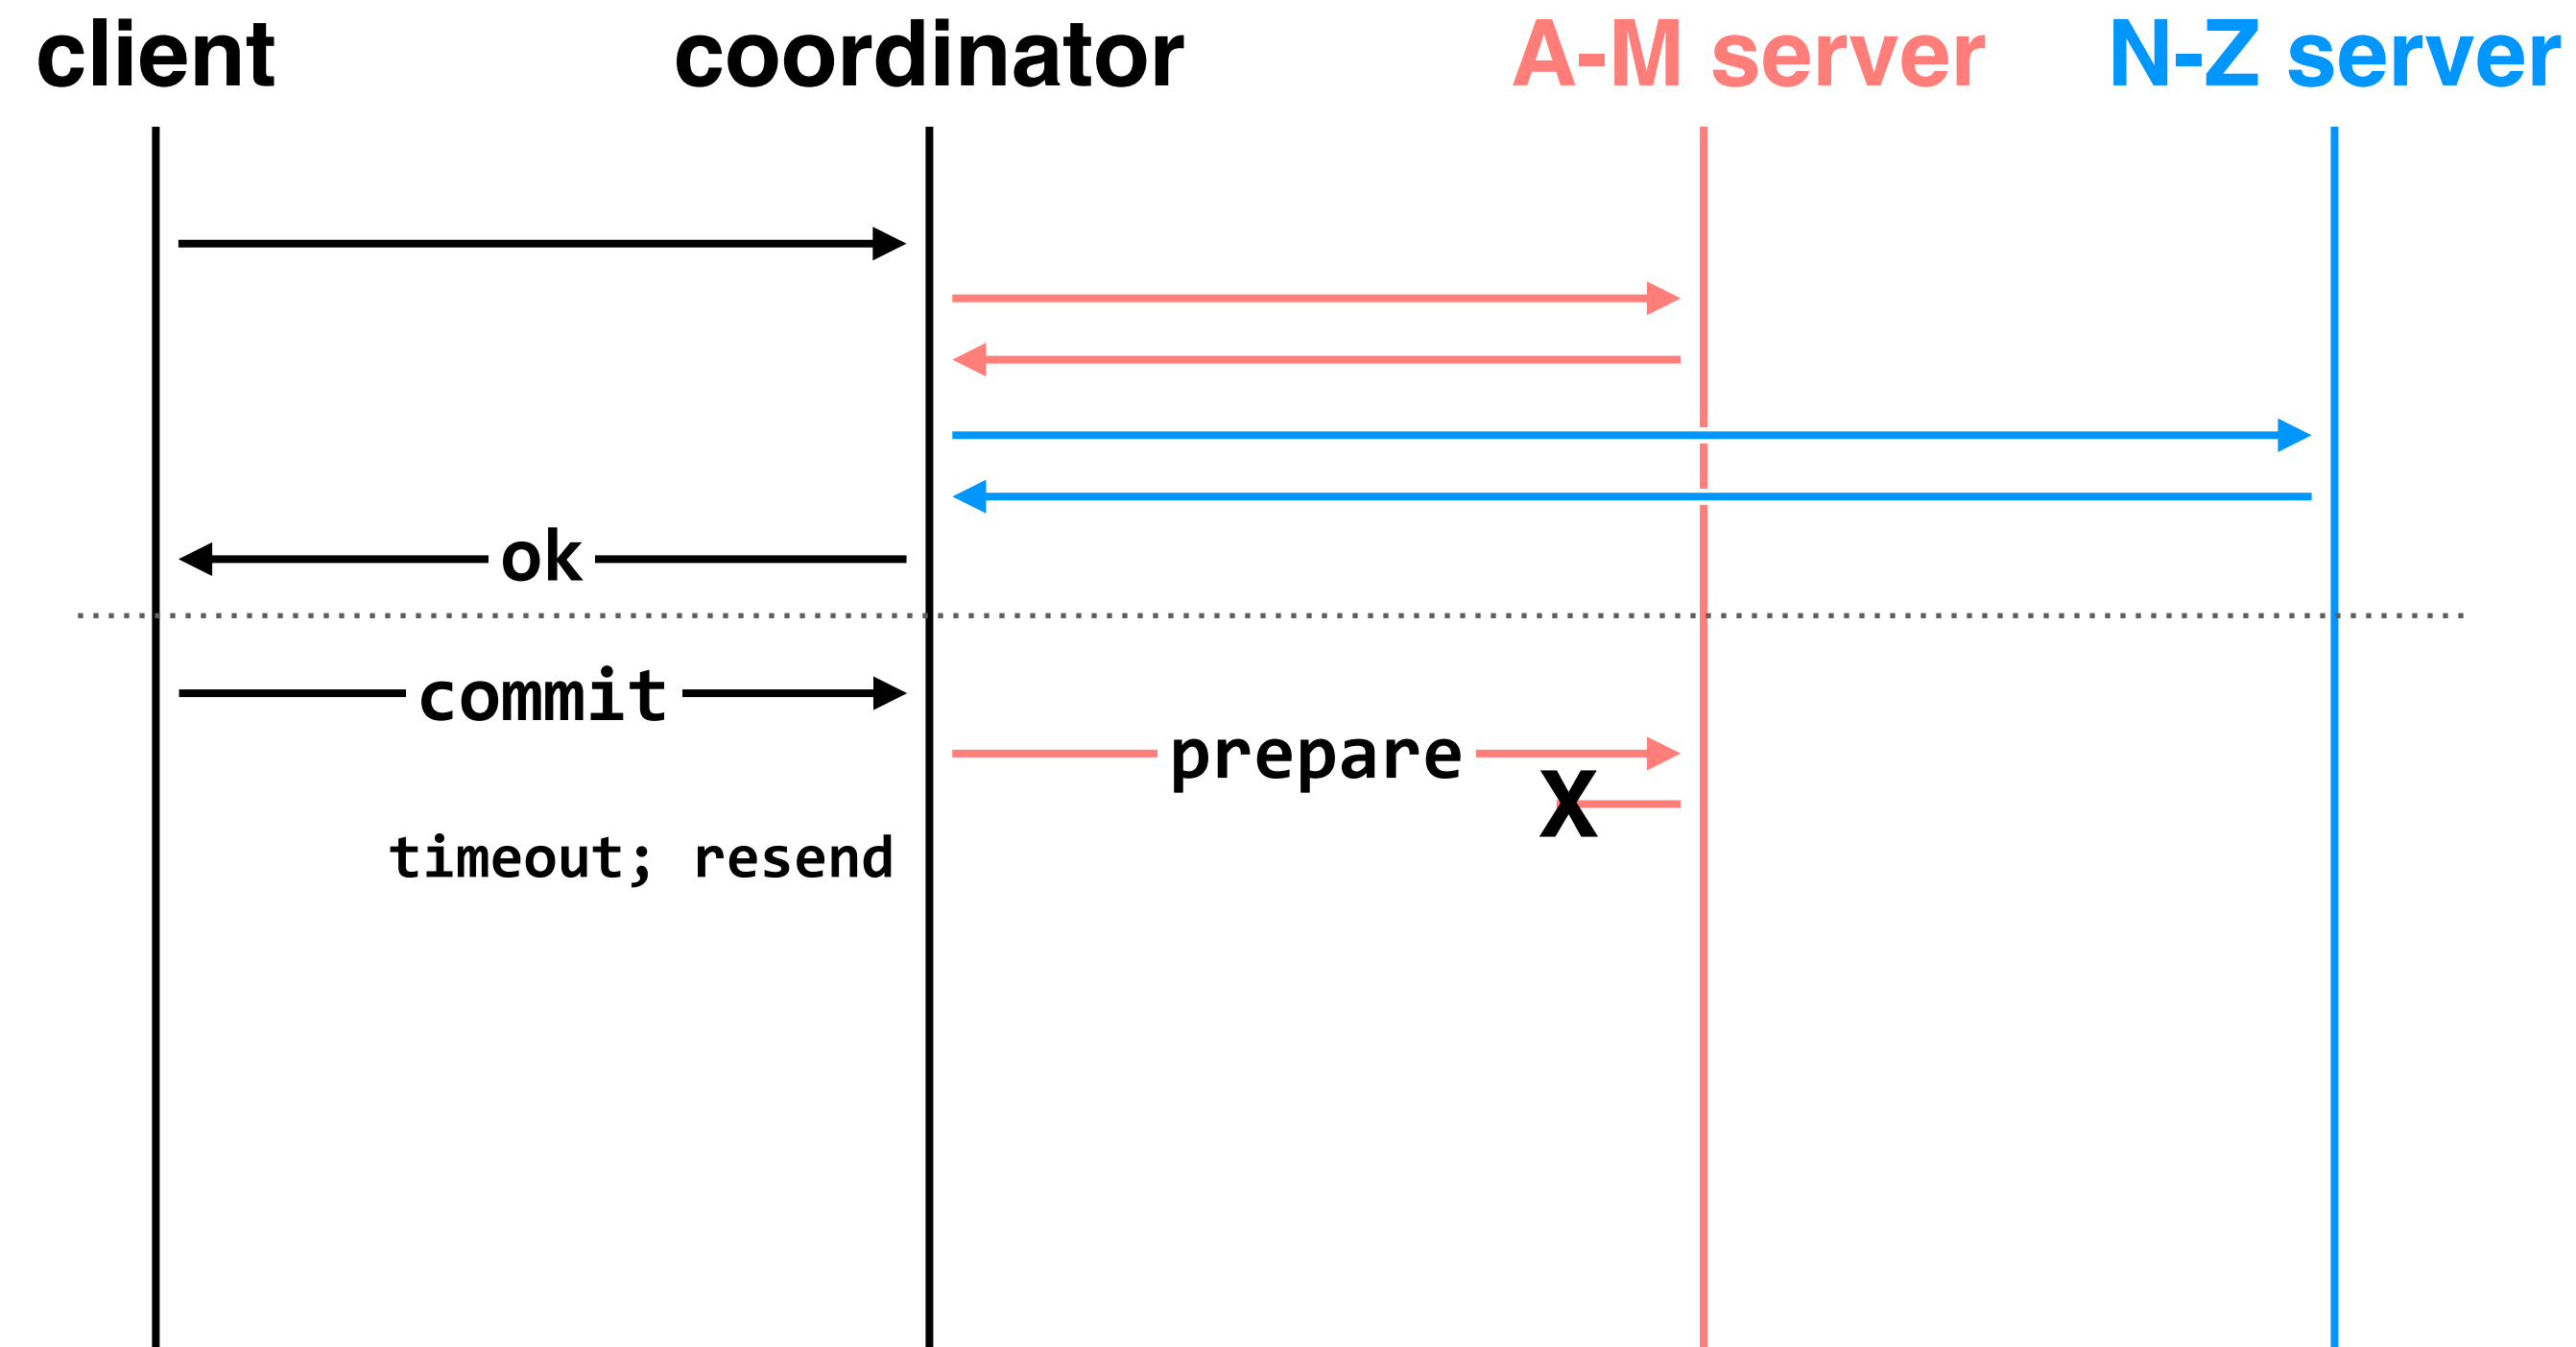 client coordinator A-M server N-Z server
ok
commit
prepare
X
timeout; resend